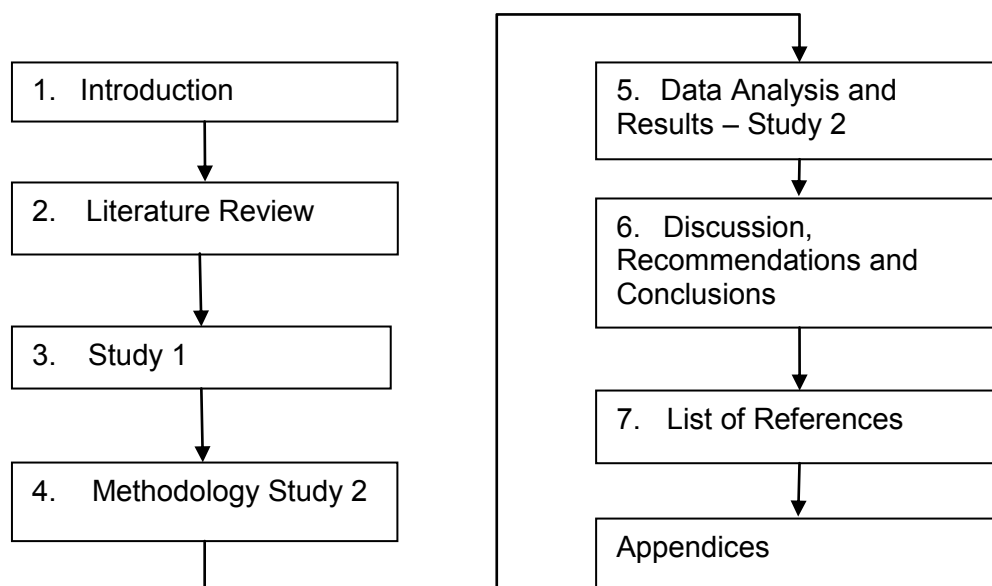 1. Introduction
2. Literature Review
3. Study 1
4. Methodology Study 2
5. Data Analysis and
Results – Study 2
6. Discussion,
Recommendations and
Conclusions
7. List of References
Appendices